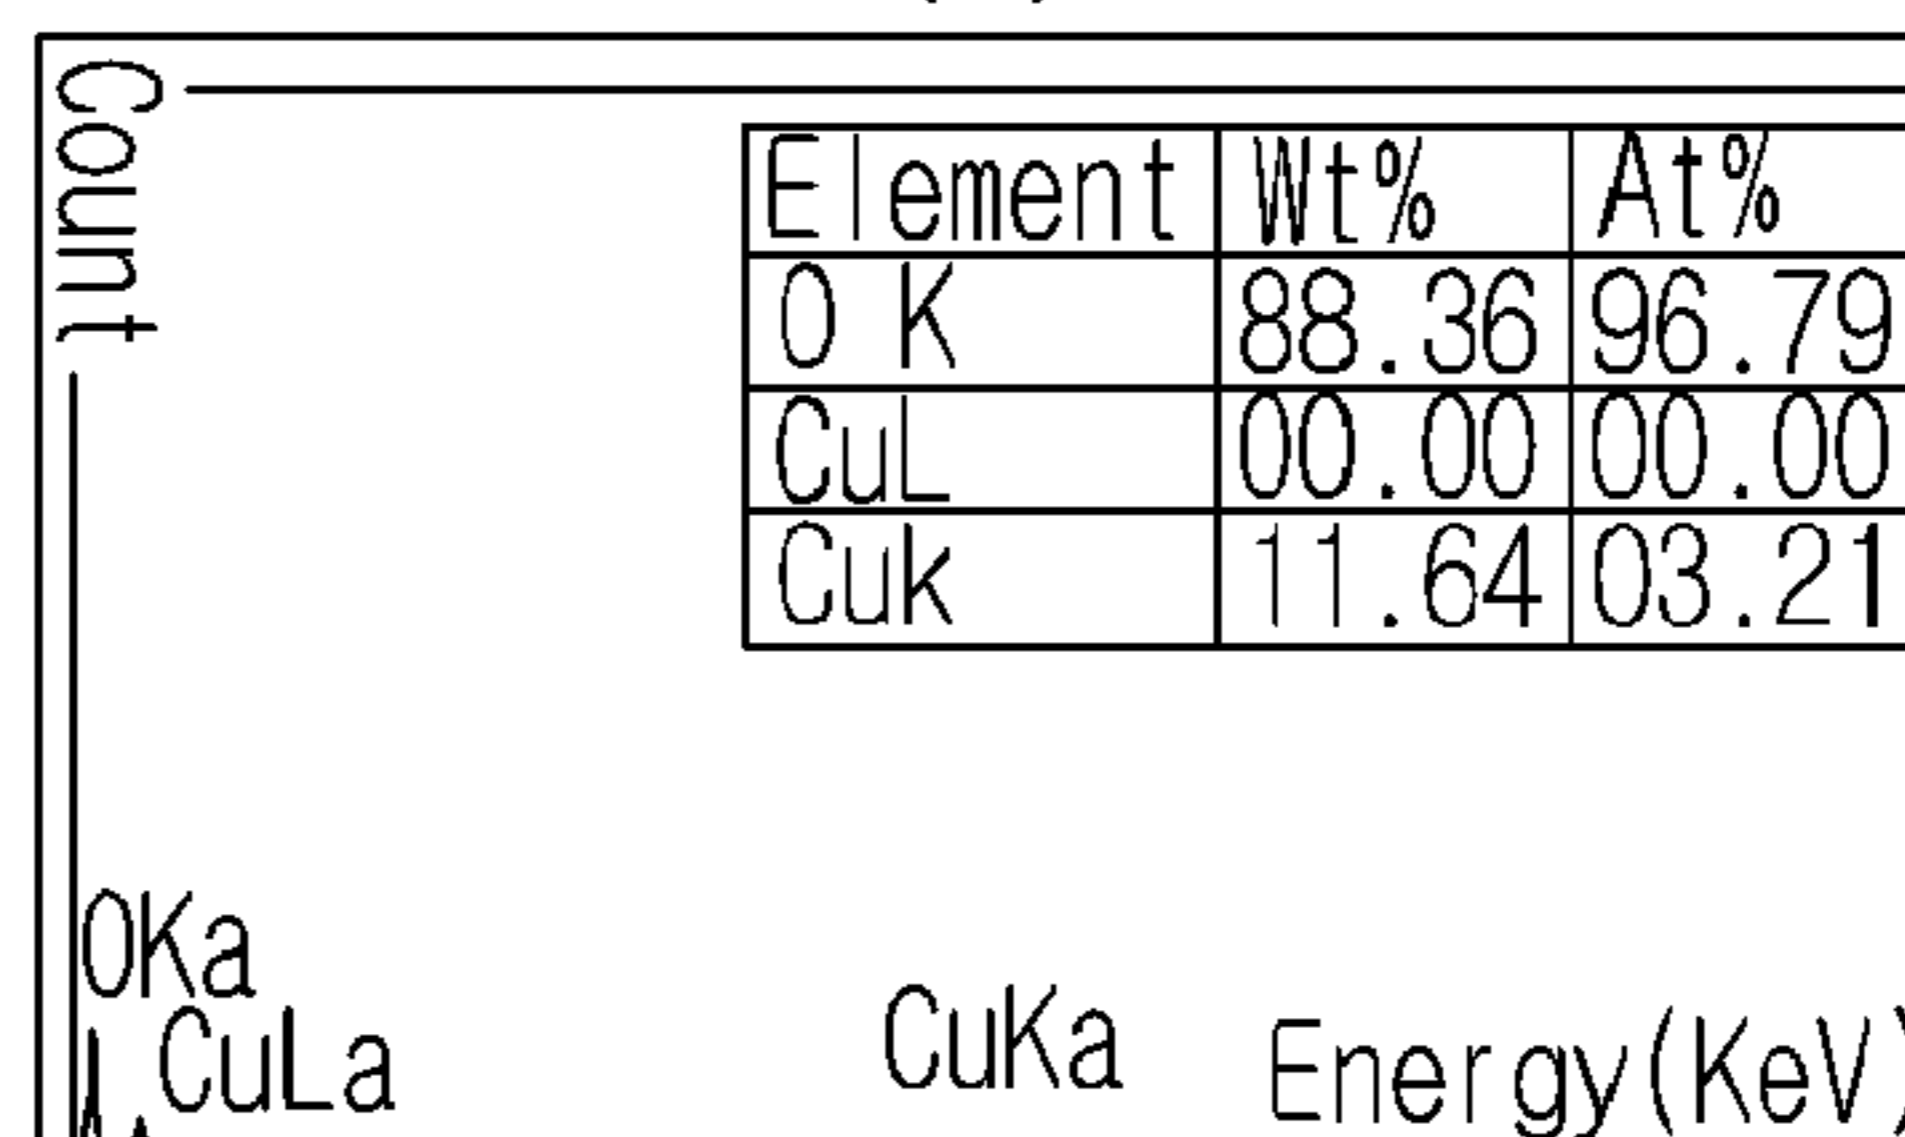 Count
Element Wt% At%
O K 88.36 96.79
CuL 00.00 00.00
Cuk 11.64 03.21
OKa
CuLa
CuKa
Energy(KeV)